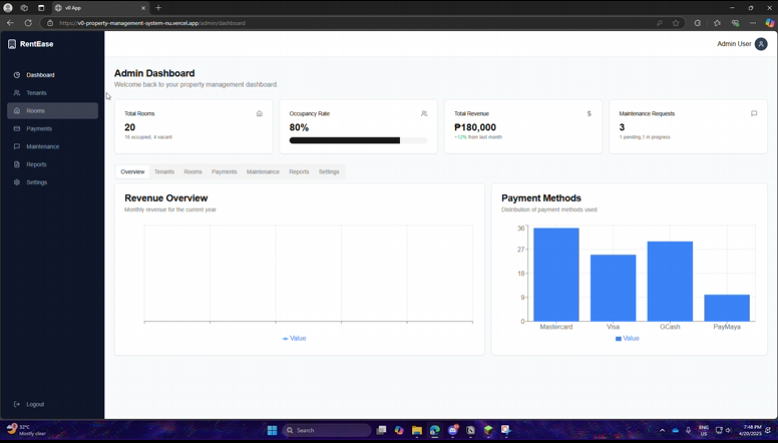 v0 App
https://v0-property-management-system-nu.vercel.app/admin/dashboard
RentEase
Admin User
Dashboard
Tenants
Rooms
Payments
Maintenance
Reports
Settings
Logout
Admin Dashboard
Welcome back to your property management dashboard
Total Rooms
20
16 occupied, 4 vacant
Occupancy Rate
80%
Total Revenue
$
₱180,000
+12% from last month
Maintenance Requests
3
1 pending, 1 in progress
Overview Tenants Rooms Payments Maintenance Reports Settings
Revenue Overview
Monthly revenue for the current year
Value
Payment Methods
Distribution of payment methods used
36
27
18
9
0
Mastercard Visa GCash PayMaya
Value
32°C
Mostly clear
Search
ENG
US
7:48 PM
4/20/2025